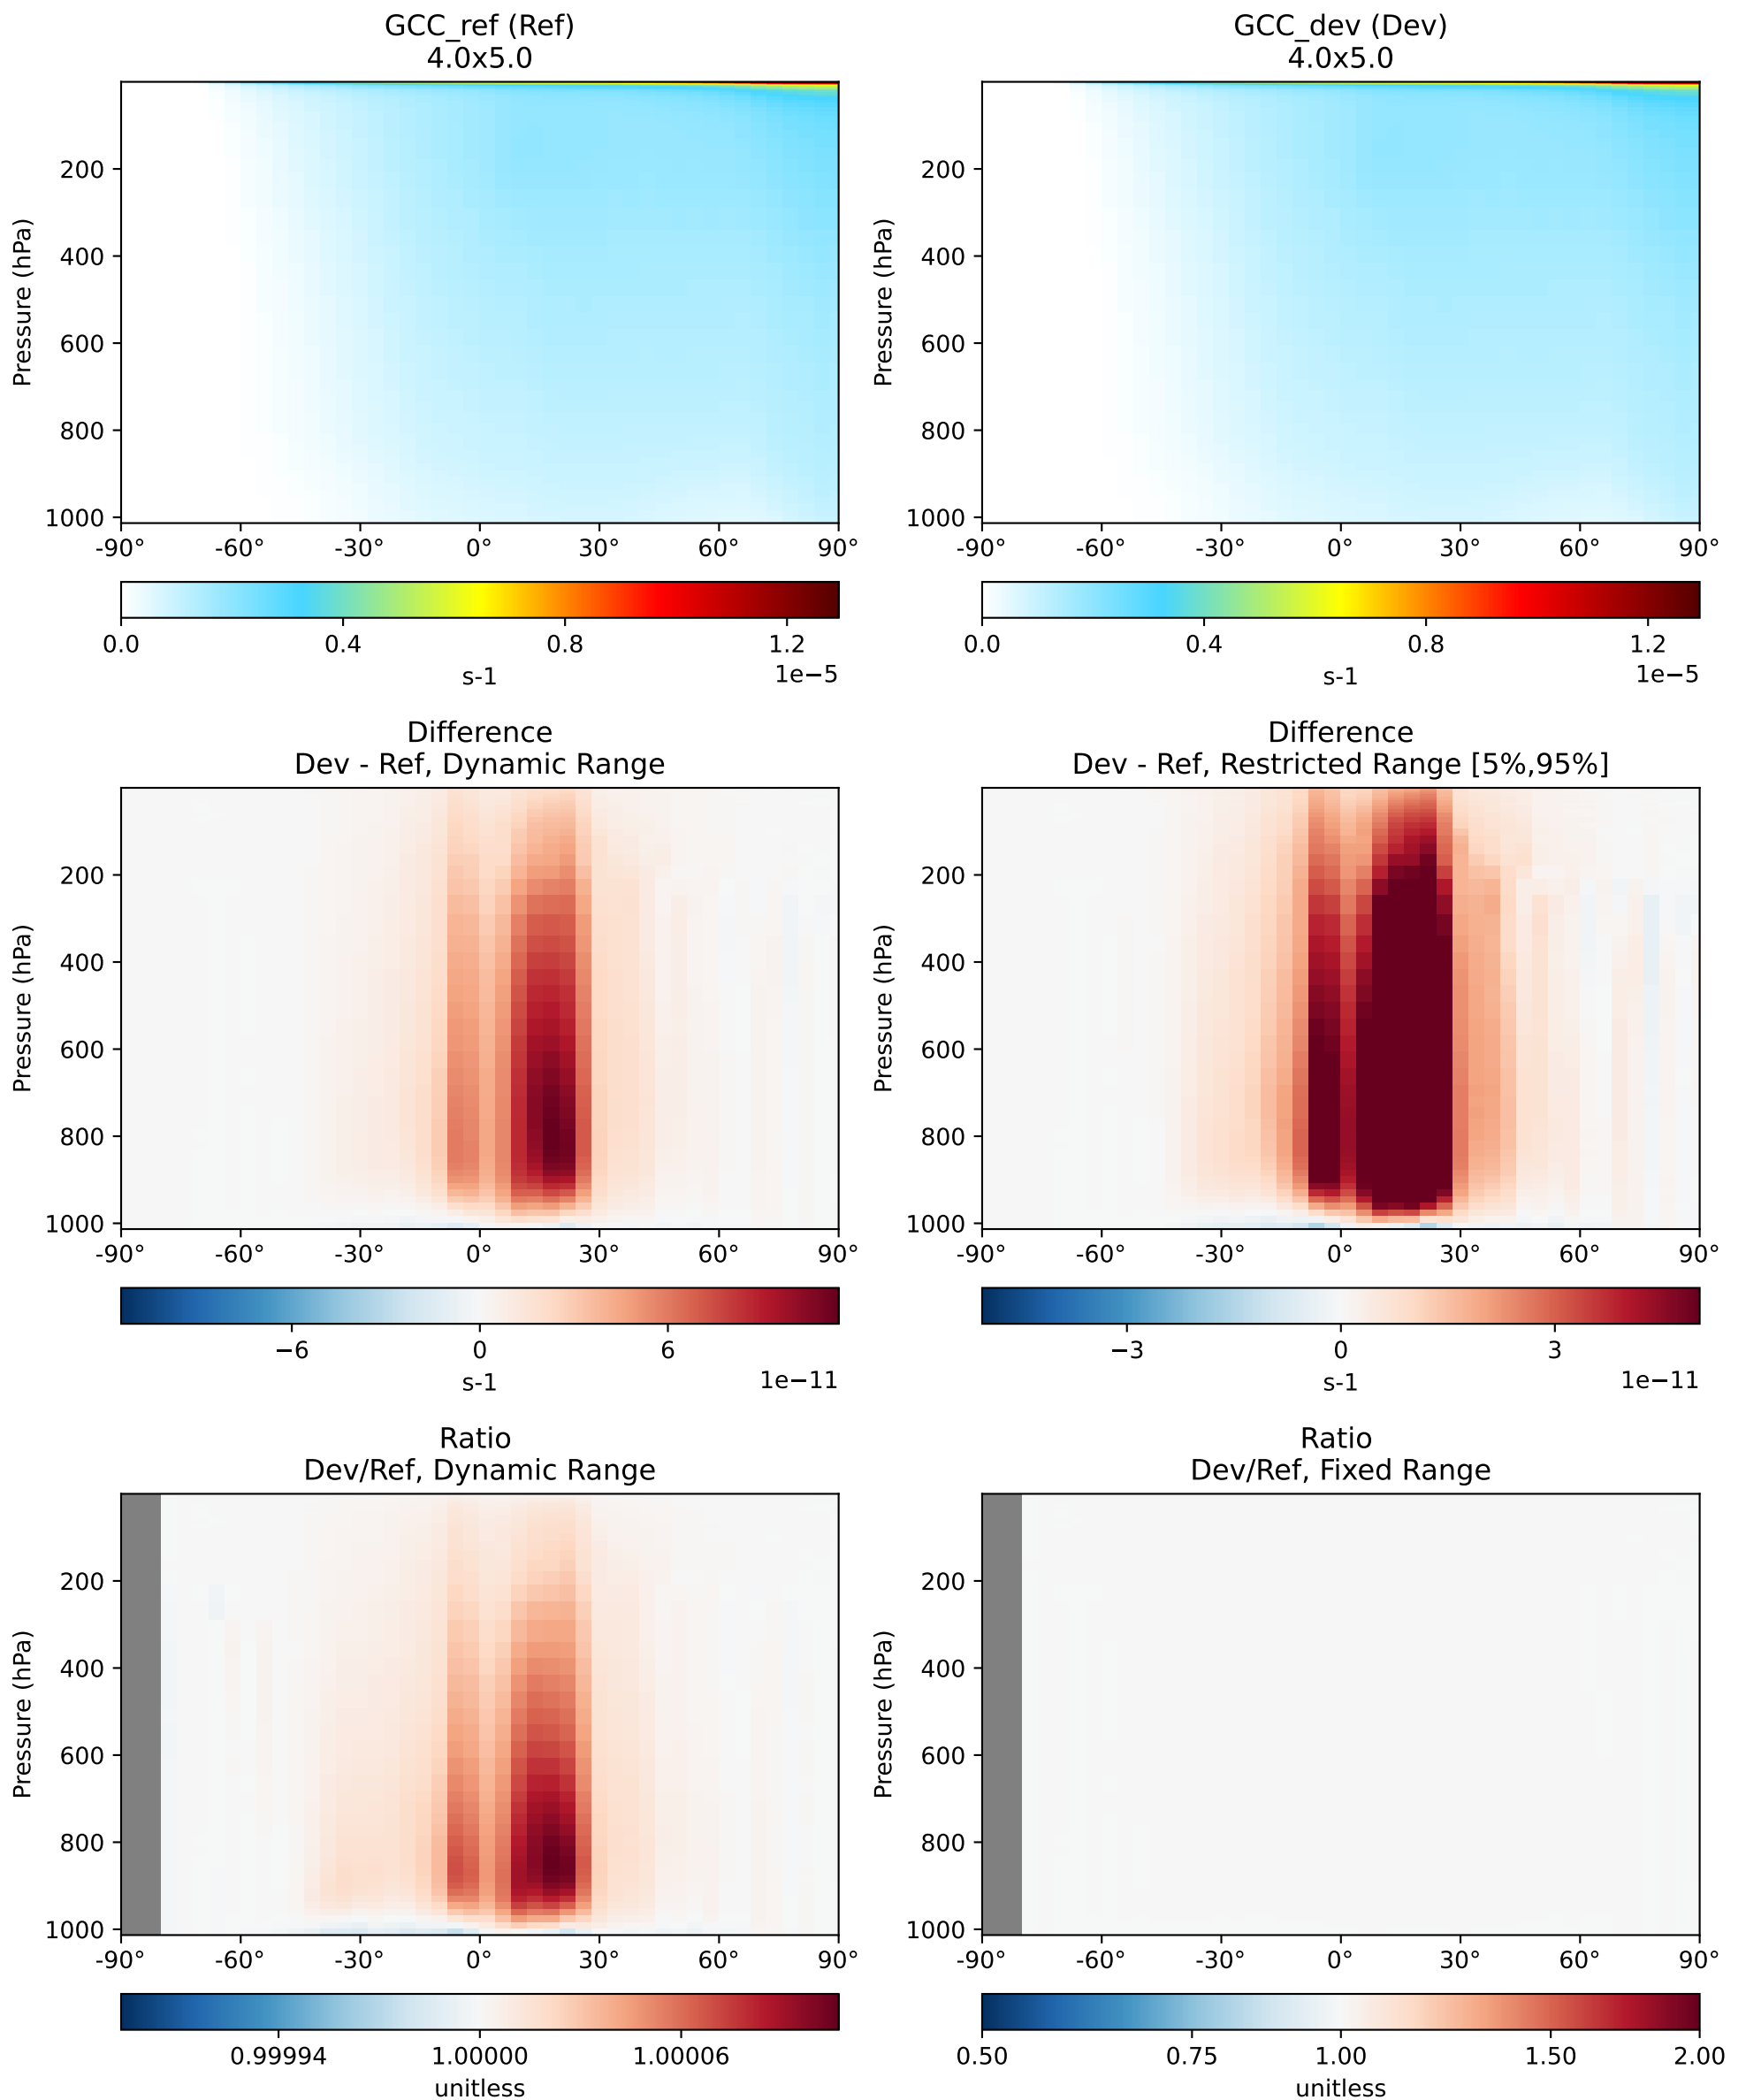 GCC_ref (Ref)
4.0x5.0
GCC_dev (Dev)
4.0x5.0
Pressure (hPa)
200
400
600
800
1000
-90° -60° -30° 0° 30° 60° 90°
0.0 0.4 0.8 1.2
s-1
1e−5
Pressure (hPa)
200
400
600
800
1000
-90° -60° -30° 0° 30° 60° 90°
0.0 0.4 0.8 1.2
s-1
1e−5
Difference
Dev - Ref, Dynamic Range
Difference
Dev - Ref, Restricted Range [5%,95%]
Pressure (hPa)
200
400
600
800
1000
-90° -60° -30° 0° 30° 60° 90°
−6 0 6
s-1
1e−11
Pressure (hPa)
200
400
600
800
1000
-90° -60° -30° 0° 30° 60° 90°
−3 0 3
s-1
1e−11
Ratio
Dev/Ref, Dynamic Range
Ratio
Dev/Ref, Fixed Range
Pressure (hPa)
200
400
600
800
1000
-90° -60° -30° 0° 30° 60° 90°
0.99994 1.00000 1.00006
unitless
Pressure (hPa)
200
400
600
800
1000
-90° -60° -30° 0° 30° 60° 90°
0.50 0.75 1.00 1.50 2.00
unitless